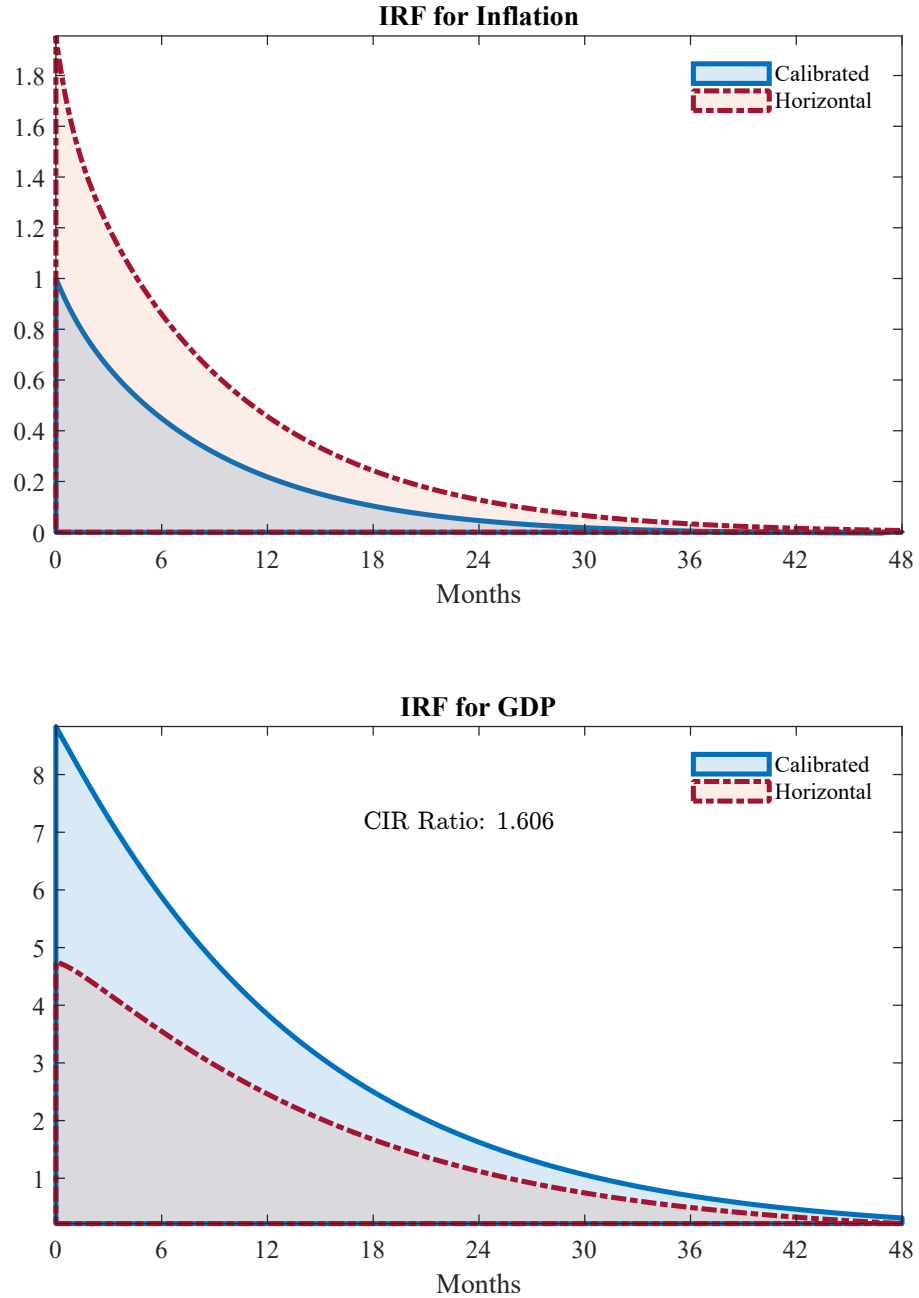 IRF for Inflation
Calibrated
Horizontal
1.8
1.6
1.4
1.2
1
0.8
0.6
0.4
0.2
0
0 6 12 18 24 30 36 42 48
Months
IRF for GDP
Calibrated
Horizontal
CIR Ratio: 1.606
8
7
6
5
4
3
2
1
0 6 12 18 24 30 36 42 48
Months